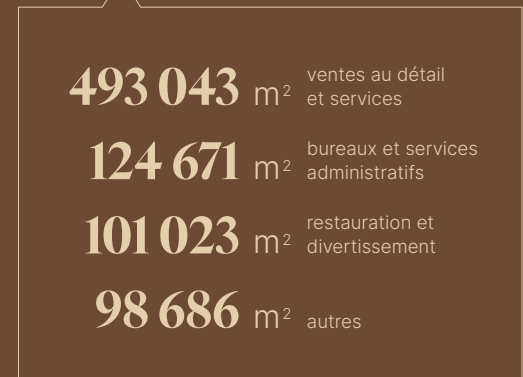 493 043 m² ventes au détail
et services
124 671 m² bureaux et services
administratifs
101 023 m² restauration et
divertissement
98 686 m² autres